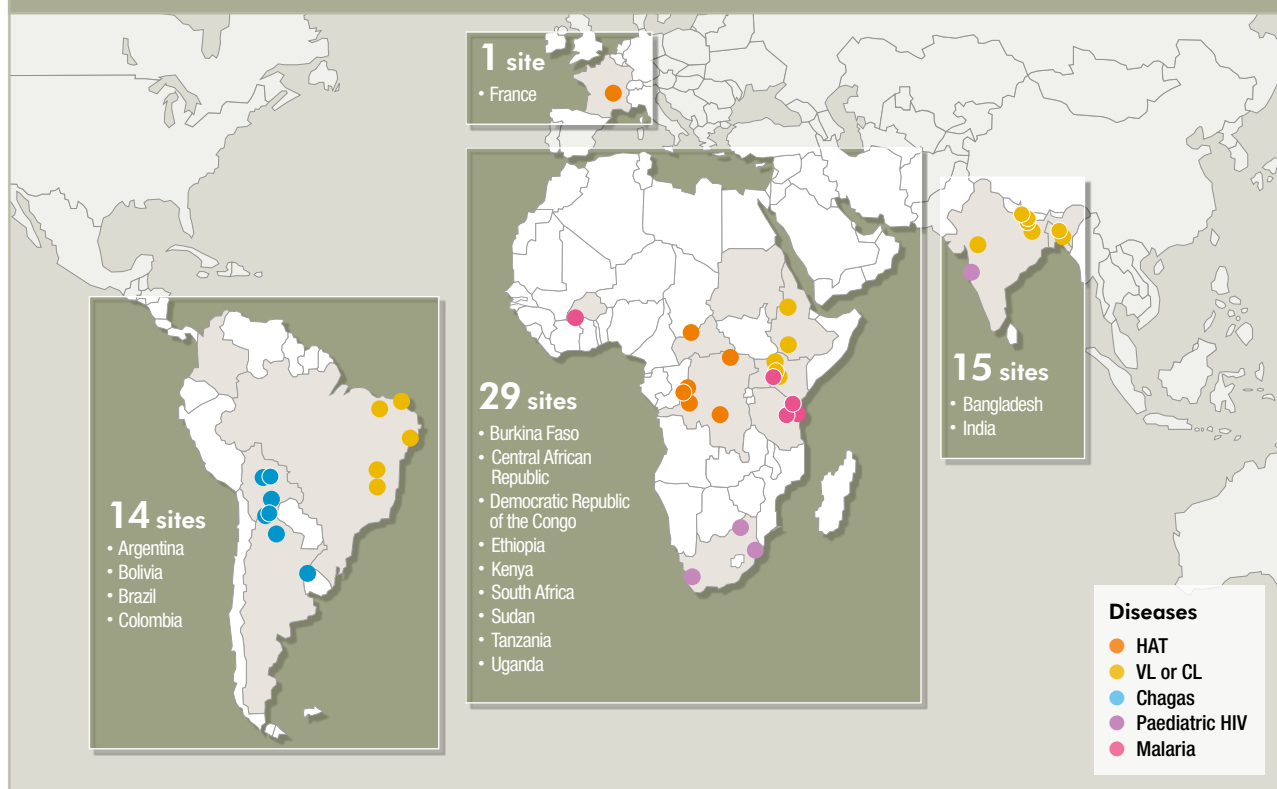 1 site
• France
29 sites
• Burkina Faso
• Central African
Republic
• Democratic Republic
of the Congo
• Ethiopia
• Kenya
• South Africa
• Sudan
• Tanzania
• Uganda
15 sites
• Bangladesh
• India
14 sites
• Argentina
• Bolivia
• Brazil
• Colombia
Diseases
HAT
VL or CL
Chagas
Paediatric HIV
Malaria